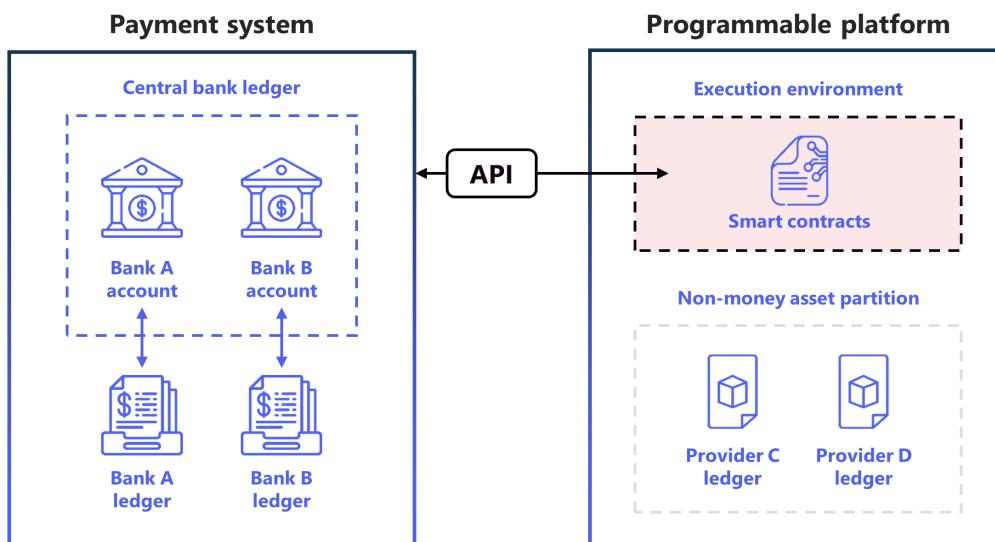 Payment system
Central bank ledger
$
$
Bank A
account
Bank B
account
$
$
Bank A
ledger
Bank B
ledger
API
Programmable platform
Execution environment
Smart contracts
Non-money asset partition
Provider C
ledger
Provider D
ledger